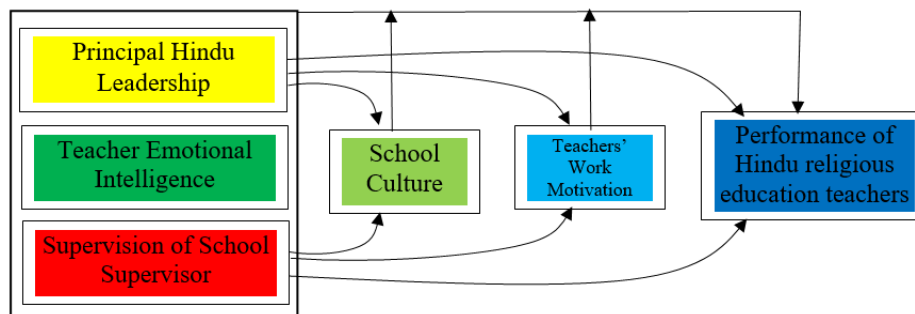 Principal Hindu
Leadership
Teacher Emotional
Intelligence
Supervision of School
Supervisor
School
Culture
Teachers’
Work
Motivation
Performance of
Hindu religious
education teachers